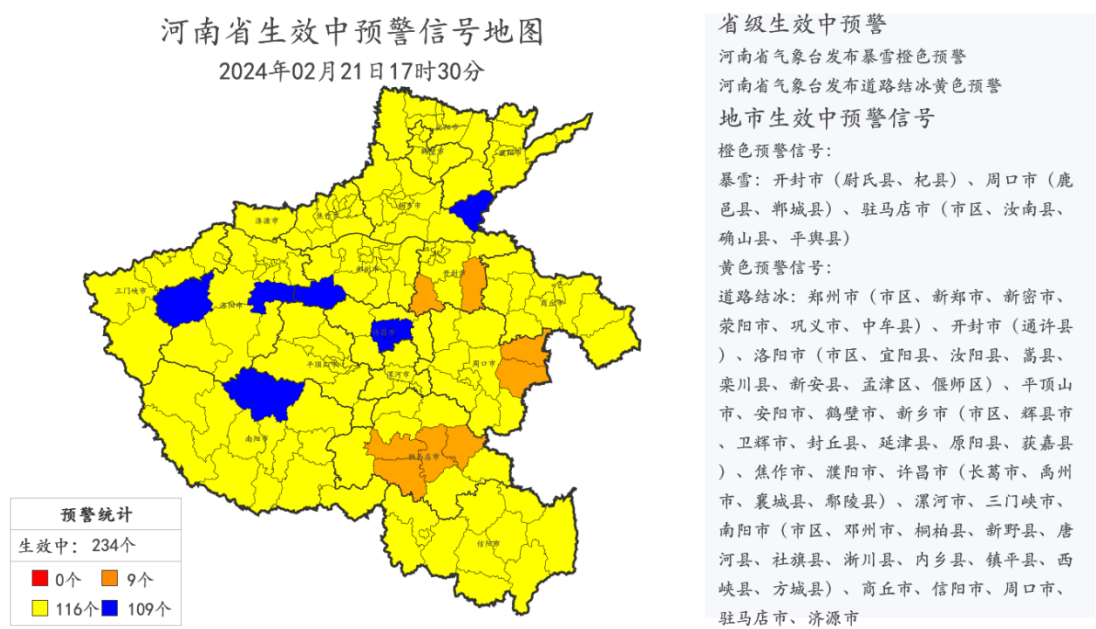 河南省生效中预警信号地图
2024年02月21日17时30分
安阳市
鹤壁市
濮阳市
新乡市
焦作市
济源市
三门峡市
洛阳市
郑州市
开封市
商丘市
许昌市
平顶山市
漯河市
周口市
南阳市
驻马店市
信阳市
预警统计
生效中: 234个
0个 9个
116个 109个
省级生效中预警
河南省气象台发布暴雪橙色预警
河南省气象台发布道路结冰黄色预警
地市生效中预警信号
橙色预警信号:
暴雪: 开封市（尉氏县、杞县）、周口市（鹿
邑县、郸城县）、驻马店市（市区、汝南县、
确山县、平舆县）
黄色预警信号:
道路结冰: 郑州市（市区、新郑市、新密市、
荥阳市、巩义市、中牟县）、开封市（通许县
）、洛阳市（市区、宜阳县、汝阳县、嵩县、
栾川县、新安县、孟津区、偃师区）、平顶山
市、安阳市、鹤壁市、新乡市（市区、辉县市
、卫辉市、封丘县、延津县、原阳县、获嘉县
）、焦作市、濮阳市、许昌市（长葛市、禹州
市、襄城县、鄢陵县）、漯河市、三门峡市、
南阳市（市区、邓州市、桐柏县、新野县、唐
河县、社旗县、淅川县、内乡县、镇平县、西
峡县、方城县）、商丘市、信阳市、周口市、
驻马店市、济源市